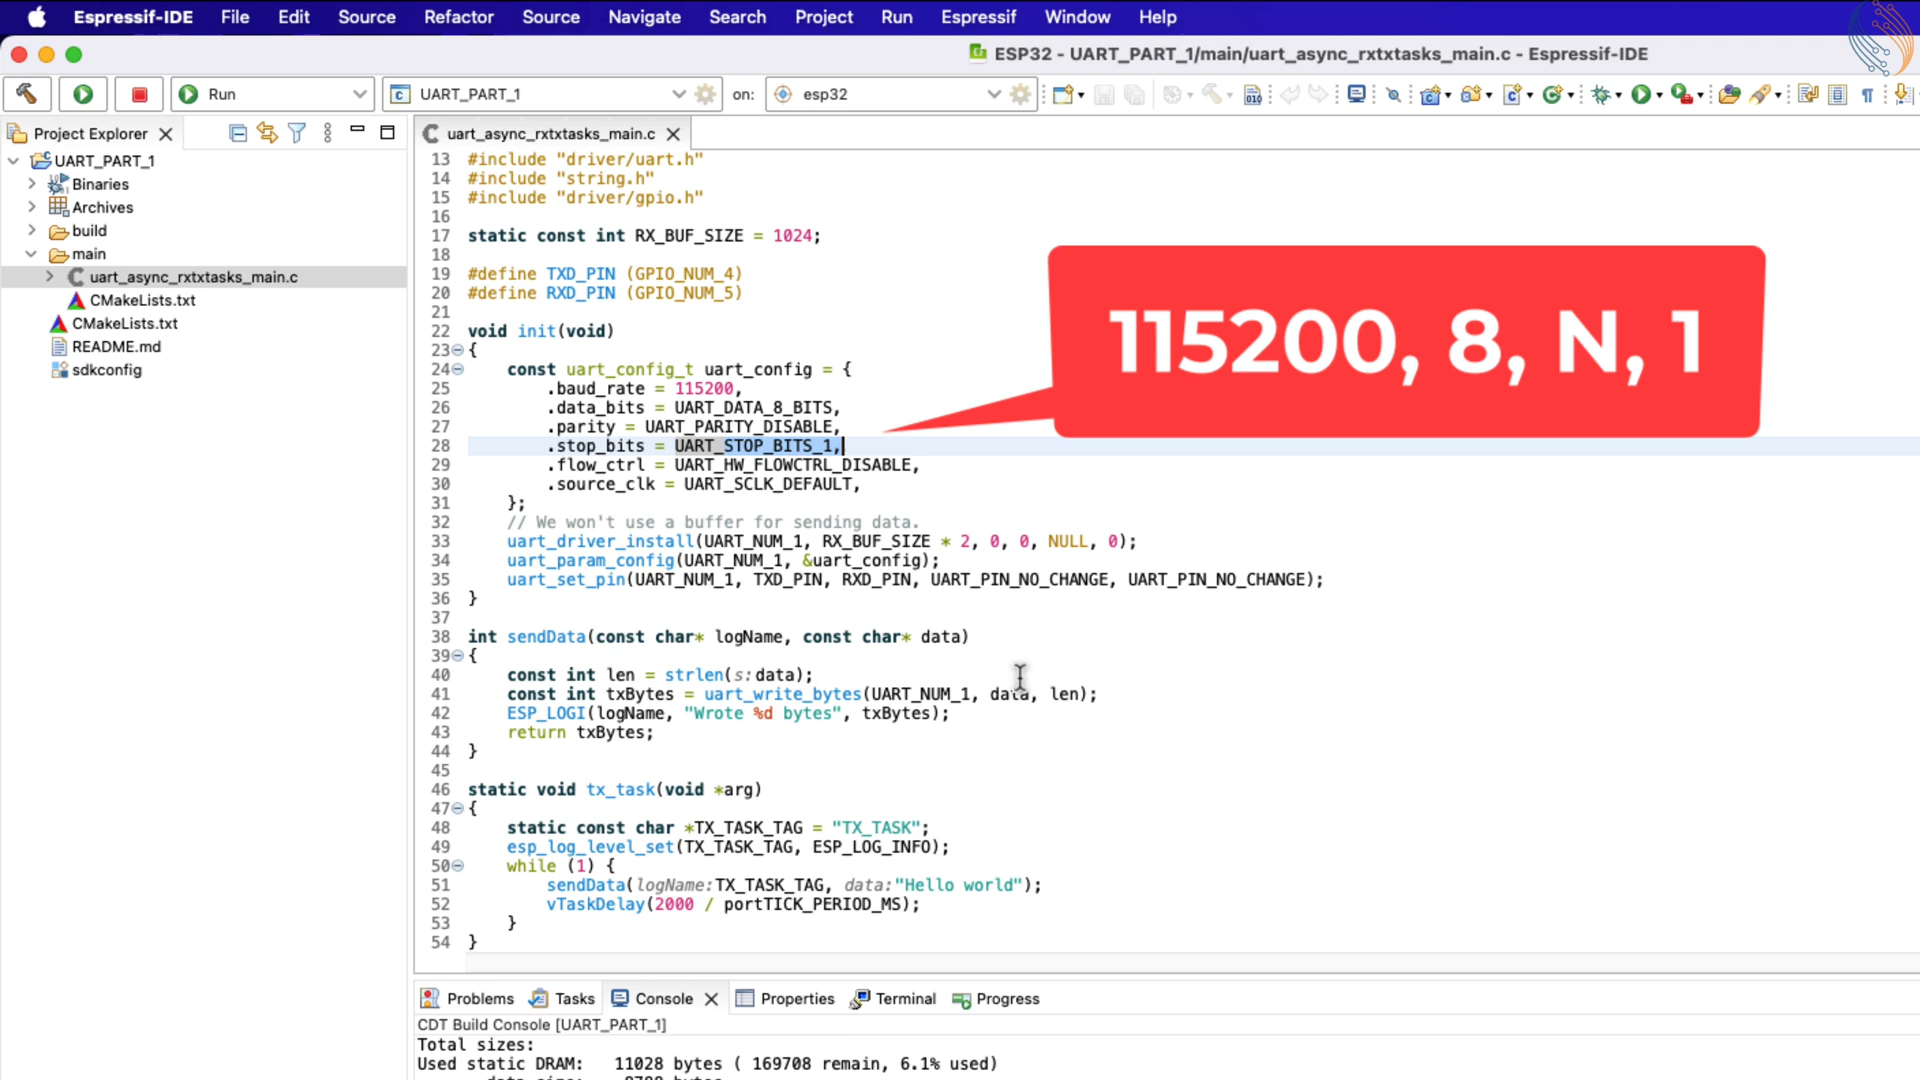 Espressif-IDE File Edit Source Refactor Source Navigate Search Project Run Espressif Window Help
ESP32 - UART_PART_1/main/uart_async_rxtxtasks_main.c - Espressif-IDE
Run UART_PART_1 on: esp32
Project Explorer
UART_PART_1
Binaries
Archives
build
main
uart_async_rxtxtasks_main.c
CMakeLists.txt
CMakeLists.txt
README.md
sdkconfig
uart_async_rxtxtasks_main.c
13 #include "driver/uart.h"
14 #include "string.h"
15 #include "driver/gpio.h"
16
17 static const int RX_BUF_SIZE = 1024;
18
19 #define TXD_PIN (GPIO_NUM_4)
20 #define RXD_PIN (GPIO_NUM_5)
21
22 void init(void)
23 {
24 const uart_config_t uart_config = {
25 .baud_rate = 115200,
26 .data_bits = UART_DATA_8_BITS,
27 .parity = UART_PARITY_DISABLE,
28 .stop_bits = UART_STOP_BITS_1,
29 .flow_ctrl = UART_HW_FLOWCTRL_DISABLE,
30 .source_clk = UART_SCLK_DEFAULT,
31 };
32 // We won't use a buffer for sending data.
33 uart_driver_install(UART_NUM_1, RX_BUF_SIZE * 2, 0, 0, NULL, 0);
34 uart_param_config(UART_NUM_1, &uart_config);
35 uart_set_pin(UART_NUM_1, TXD_PIN, RXD_PIN, UART_PIN_NO_CHANGE, UART_PIN_NO_CHANGE);
36 }
37
38 int sendData(const char* logName, const char* data)
39 {
40 const int len = strlen(s:data);
41 const int txBytes = uart_write_bytes(UART_NUM_1, data, len);
42 ESP_LOGI(logName, "Wrote %d bytes", txBytes);
43 return txBytes;
44 }
45
46 static void tx_task(void *arg)
47 {
48 static const char *TX_TASK_TAG = "TX_TASK";
49 esp_log_level_set(TX_TASK_TAG, ESP_LOG_INFO);
50 while (1) {
51 sendData(logName:TX_TASK_TAG, data:"Hello world");
52 vTaskDelay(2000 / portTICK_PERIOD_MS);
53 }
54 }
115200, 8, N, 1
Problems Tasks Console Properties Terminal Progress
CDT Build Console [UART_PART_1]
Total sizes:
Used static DRAM: 11028 bytes ( 169708 remain, 6.1% used)